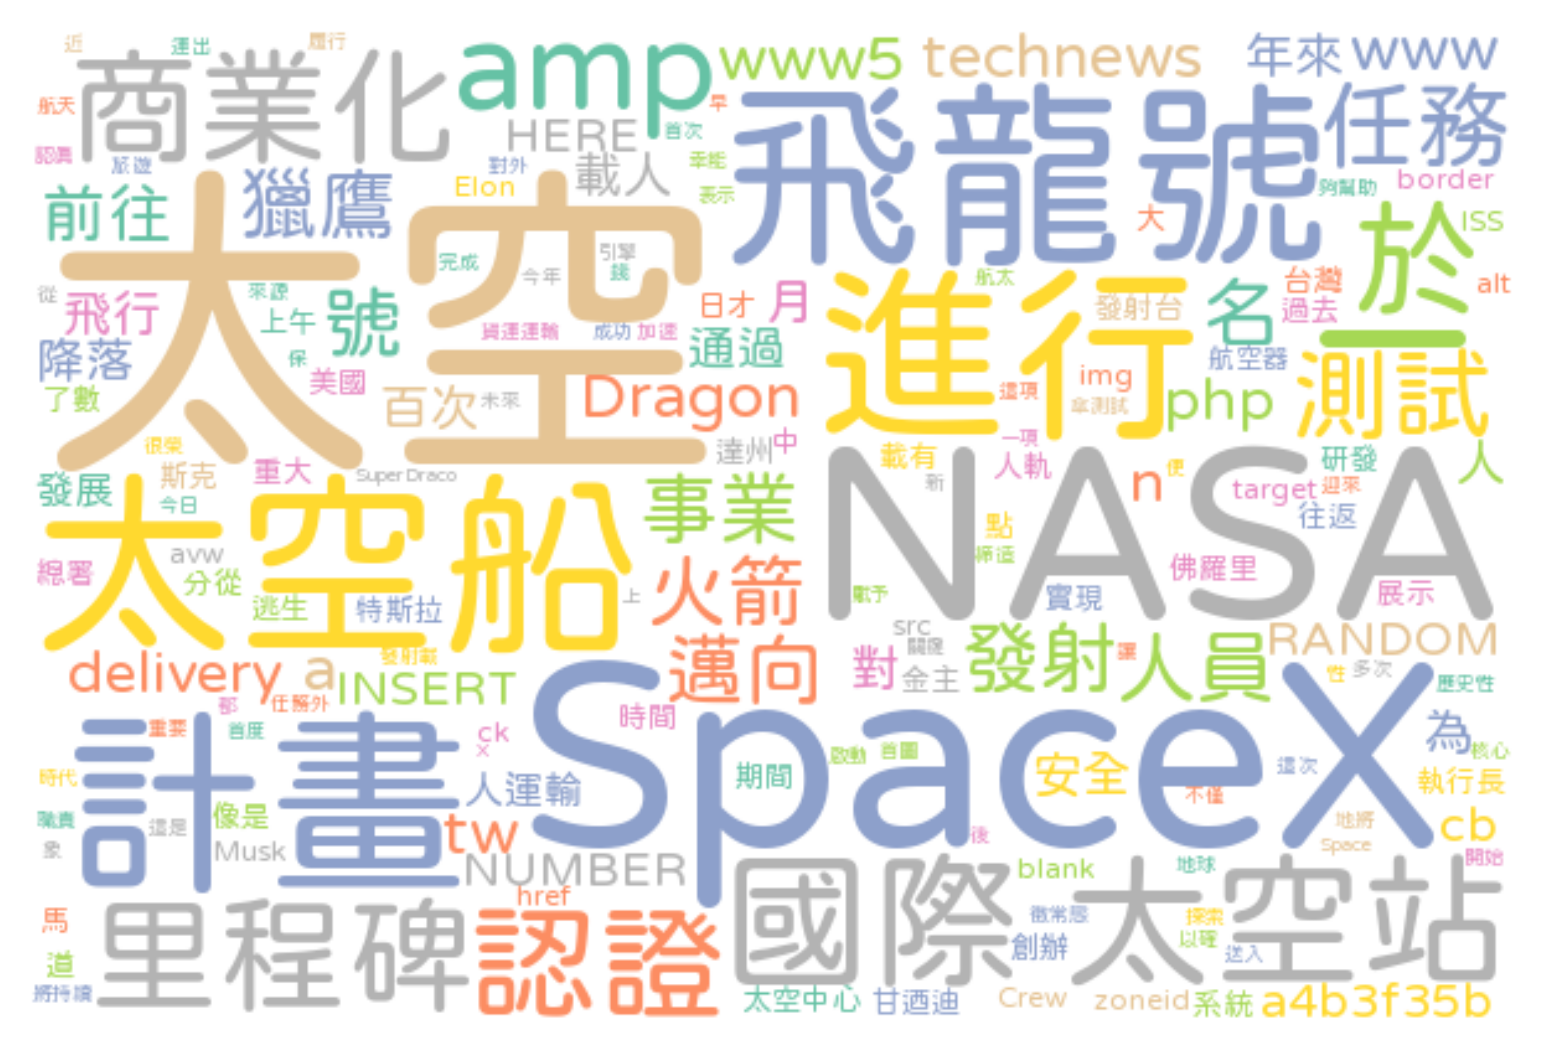 近
運出
履行
商業化
amp
www5
technews
年來
www
航天
HERE
首次
早
飛龍號
任務
認真
旅遊
對外
載人
幸能
獵鷹
Elon
表示
夠幫助
border
前往
太空
大
於
ISS
完成
引擎
錢
今年
進行
航太
台灣
alt
從
飛行
來源
上午
號
日才
月
發射台
名
過去
貨運運輸
成功
加速
通過
降落
保
美國
航空器
一
測試
了數
百次
未來
Dragon
這項
img
傘測試
php
很榮
達州
中
一項
斯克
重大
SuperDraco
載有
人軌
NASA
n
便
研發
人
發展
今日
太空船
事業
新
target
迎來
往返
點
締造
總署
avw
分從
火箭
佛羅里
逃生
特斯拉
上
賦予
實現
展示
src
關鍵
發射
人員
RANDOM
delivery
a
發射載
INSERT
邁向
對
金主
讓
性
多次
歷史性
都
任務外
SpaceX
時間
計畫
重要
首度
ck
x
為
核心
啟動
首圖
時代
人運輸
期間
安全
這次
執行長
不僅
職責
這是
像是
tw
地將
cb
象
Musk
後
Space
NUMBER
國際太空站
blank
地球
開始
href
馬
里程碑
認證
微常態
探索
創辦
以確
送入
道
將持續
太空中心
甘迺迪
Crew
zoneid
系統
a4b3f35b